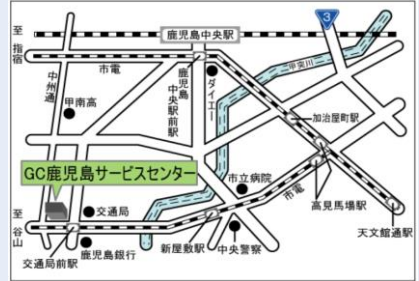 至
指宿
鹿児島中央駅
3
市電
中州通
甲南高
鹿児島
中央駅前駅
ダイエー
甲突川
加治屋町駅
GC鹿児島サービスセンター
市立病院
市電
高見馬場駅
天文館通駅
至
谷山
交通局
鹿児島銀行
交通局前駅
新屋敷駅
中央警察